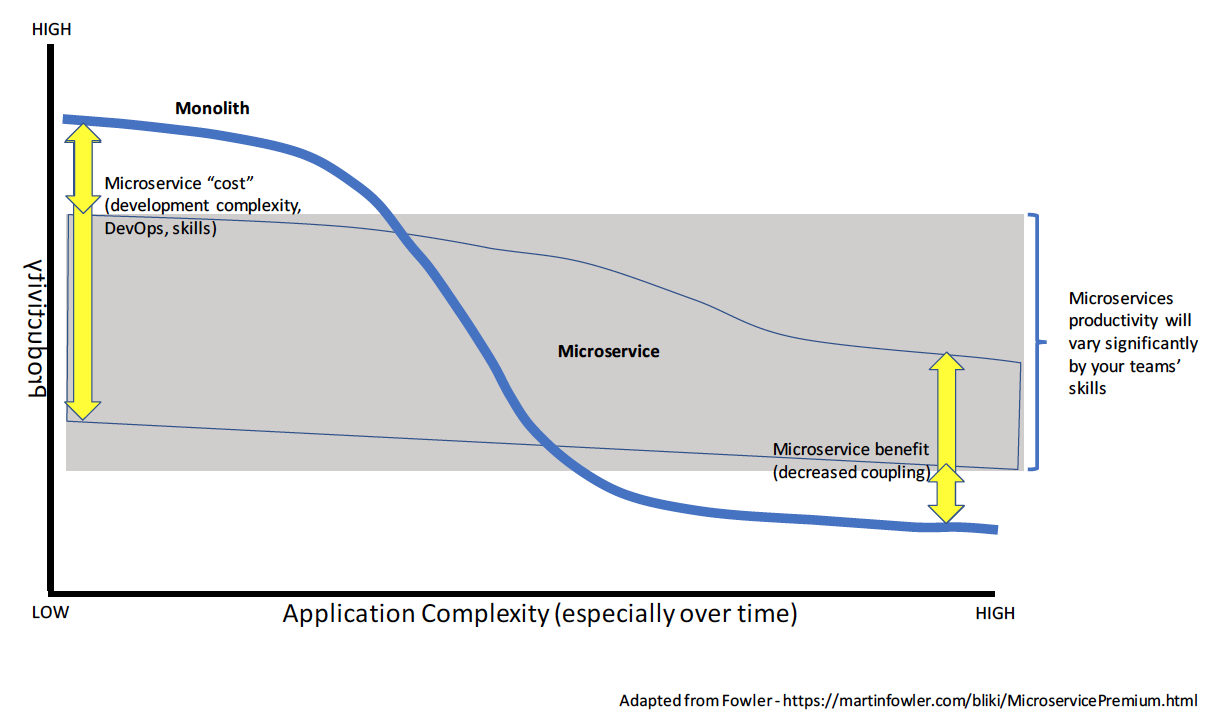 HIGH
Monolith
Microservice “cost”
(development complexity,
DevOps, skills)
Productivity
Microservices
productivity will
vary significantly
by your teams’
skills
Microservice
Microservice benefit
(decreased coupling)
LOW
Application Complexity (especially over time)
HIGH
Adapted from Fowler - https://martinfowler.com/bliki/MicroservicePremium.html